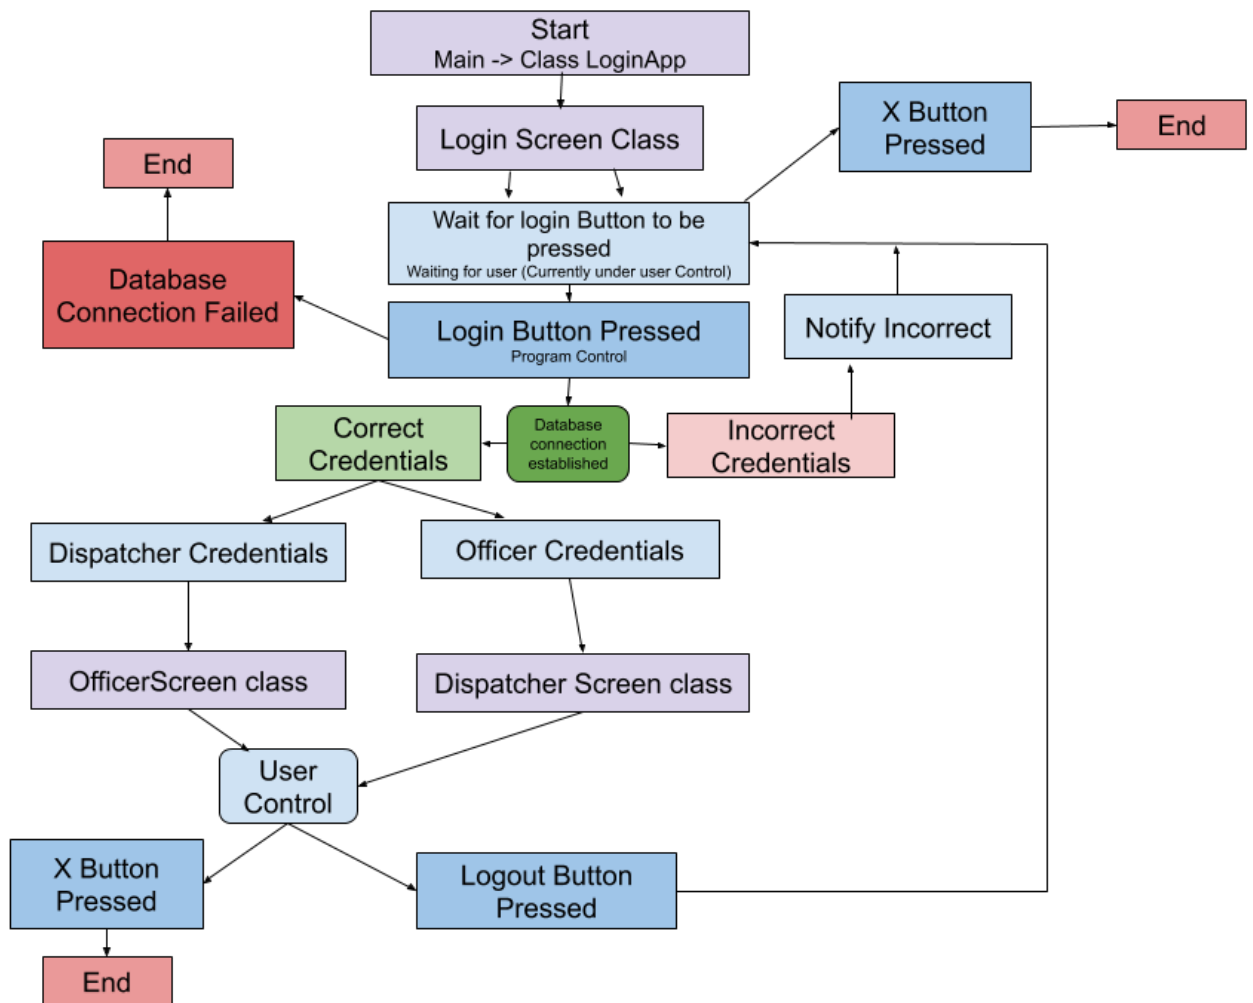 Start
Main -> Class LoginApp
Login Screen Class
X Button
Pressed
End
End
Wait for login Button to be
pressed
Waiting for user (Currently under user Control)
Database
Connection Failed
Login Button Pressed
Program Control
Notify Incorrect
Correct
Credentials
Database
connection
established
Incorrect
Credentials
Dispatcher Credentials
Officer Credentials
OfficerScreen class
Dispatcher Screen class
User
Control
X Button
Pressed
Logout Button
Pressed
End